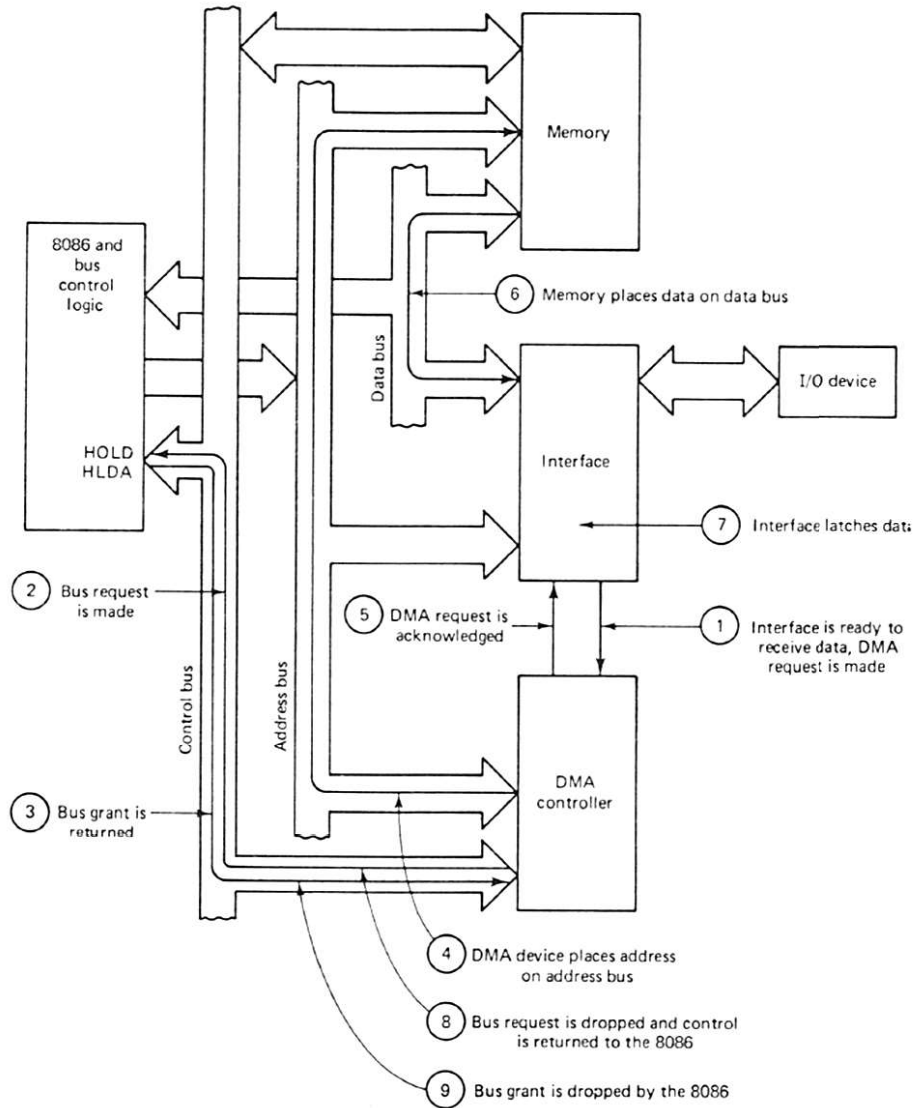 Memory
8086 and
bus
control
logic
6 Memory places data on data bus
Data bus
I/O device
HOLD
HLDA
Interface
7 Interface latches data
2 Bus request
is made
5 DMA request is
acknowledged
1 Interface is ready to
receive data, DMA
request is made
Control bus
Address bus
DMA
controller
3 Bus grant is
returned
4 DMA device places address
on address bus
8 Bus request is dropped and control
is returned to the 8086
9 Bus grant is dropped by the 8086